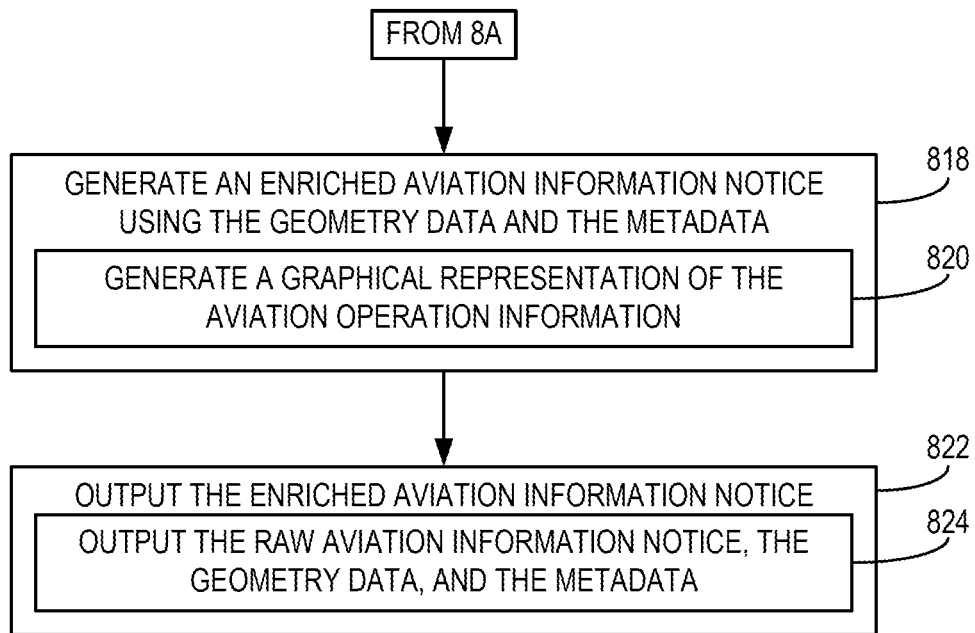 FROM 8A
818
GENERATE AN ENRICHED AVIATION INFORMATION NOTICE
USING THE GEOMETRY DATA AND THE METADATA
820
GENERATE A GRAPHICAL REPRESENTATION OF THE
AVIATION OPERATION INFORMATION
822
OUTPUT THE ENRICHED AVIATION INFORMATION NOTICE
824
OUTPUT THE RAW AVIATION INFORMATION NOTICE, THE
GEOMETRY DATA, AND THE METADATA